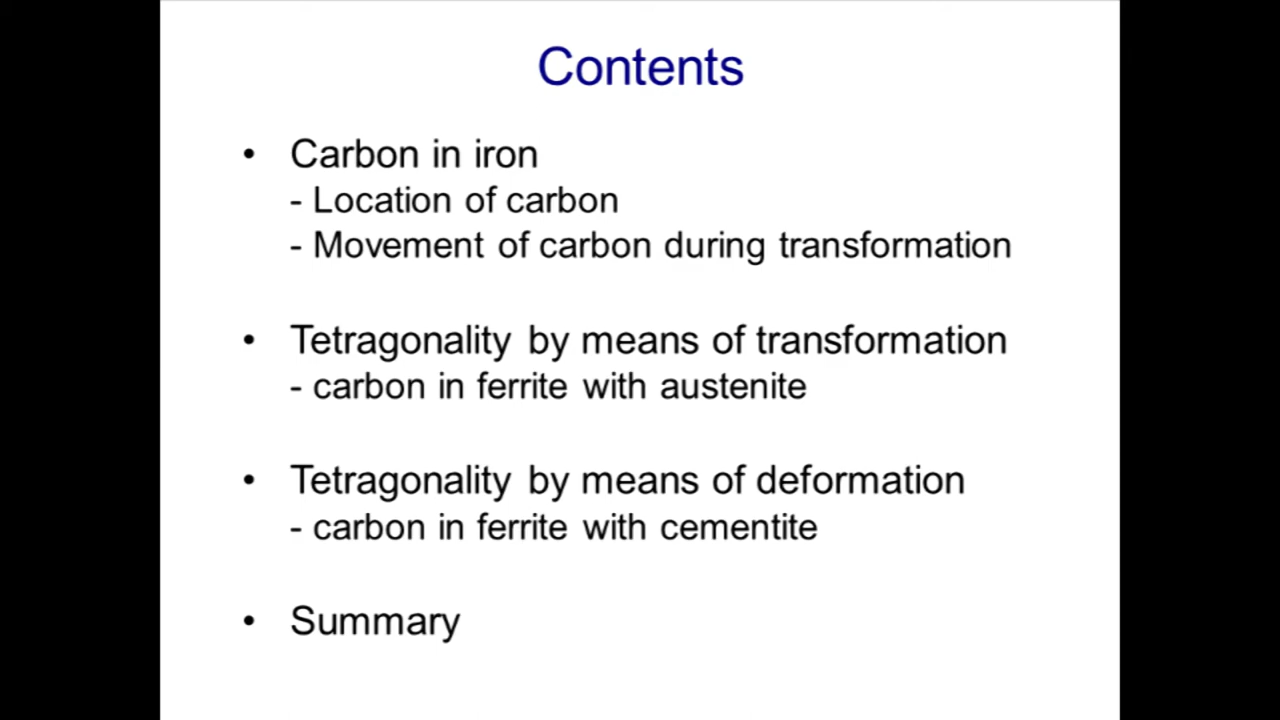 Contents
• Carbon in iron
- Location of carbon
- Movement of carbon during transformation
• Tetragonality by means of transformation
- carbon in ferrite with austenite
• Tetragonality by means of deformation
- carbon in ferrite with cementite
• Summary